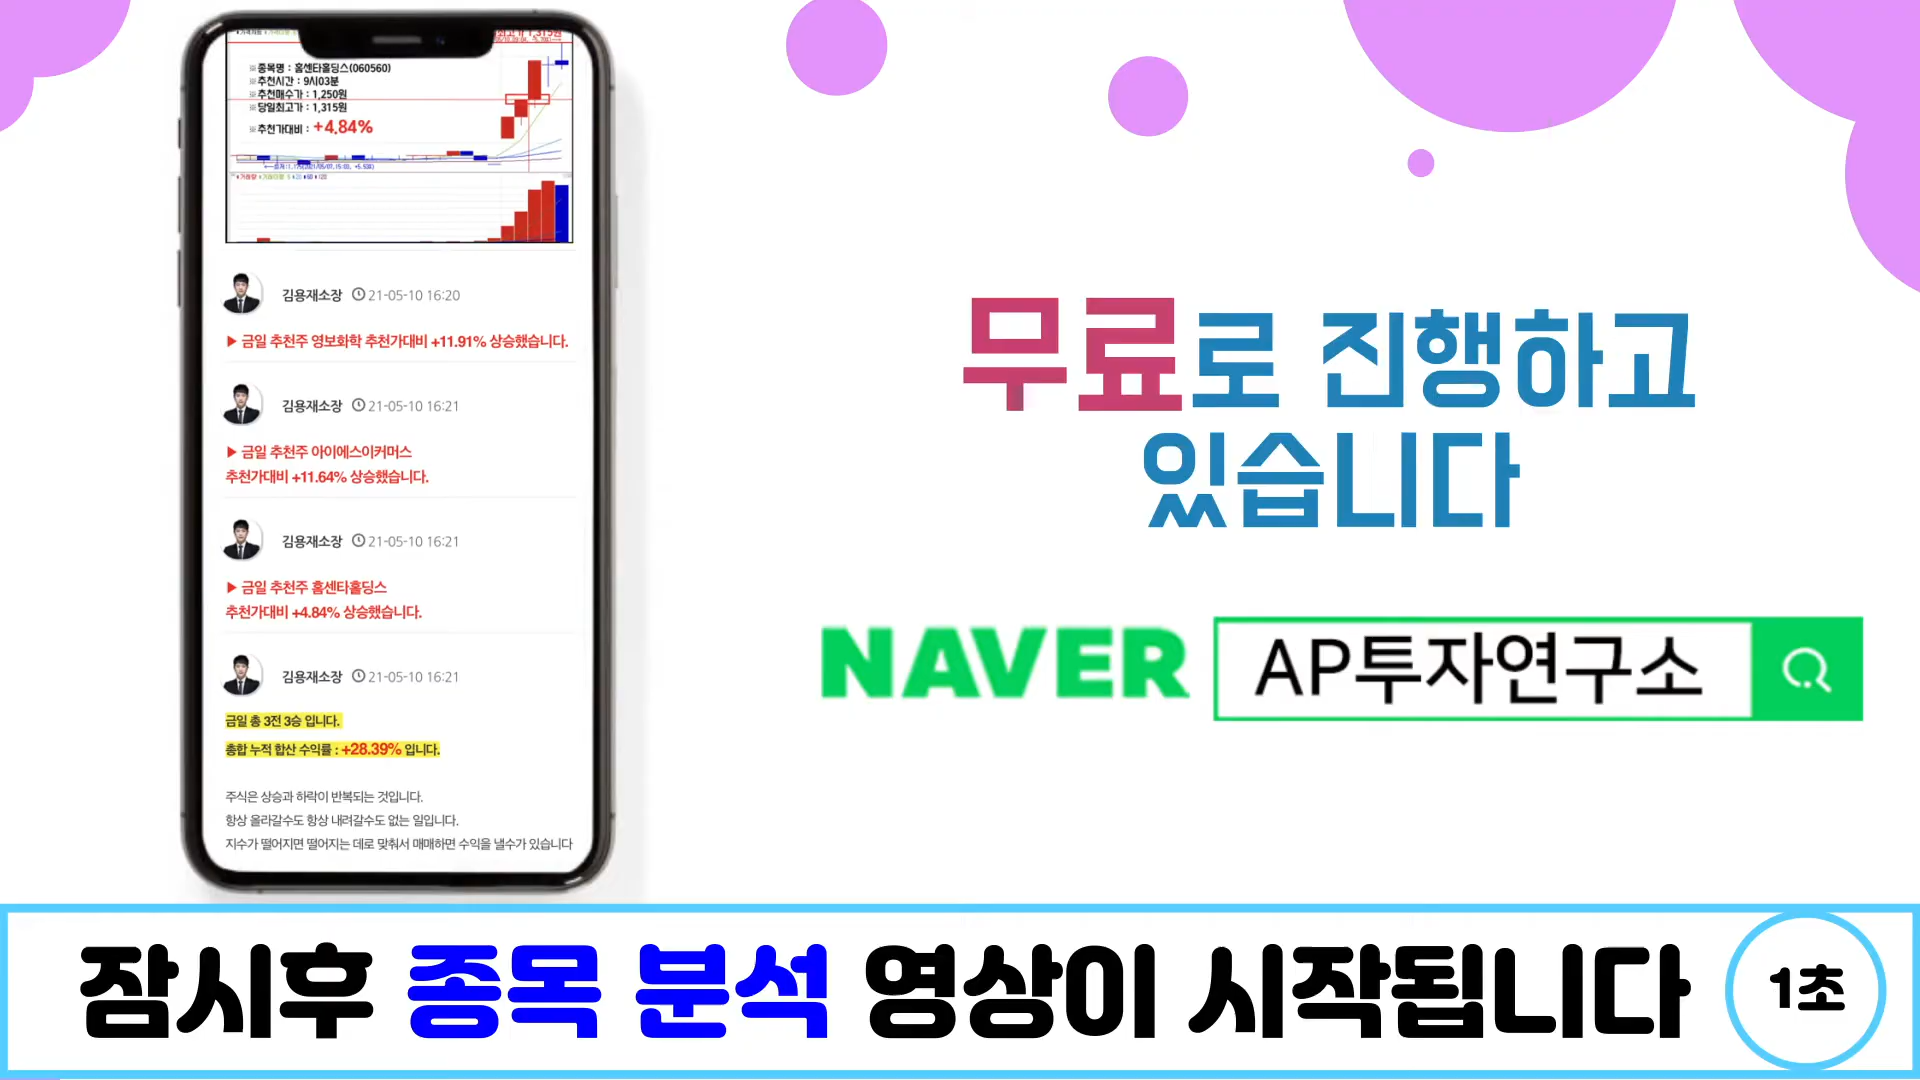 ※종목명 : 홈센타홀딩스(060560)
※추천시간 : 9시03분
※추천매수가 : 1,250원
※당일최고가 : 1,315원
※추천가대비 : +4.84%
김용재소장 21-05-10 16:20
▶ 금일 추천주 영보화학 추천가대비 +11.91% 상승했습니다.
김용재소장 21-05-10 16:21
▶ 금일 추천주 아이에스이커머스
추천가대비 +11.64% 상승했습니다.
김용재소장 21-05-10 16:21
▶ 금일 추천주 홈센타홀딩스
추천가대비 +4.84% 상승했습니다.
김용재소장 21-05-10 16:21
금일 총 3전 3승 입니다.
총합 누적 합산 수익률 : +28.39% 입니다.
주식은 상승과 하락이 반복되는 것입니다.
항상 올라갈수도 항상 내려갈수도 없는 일입니다.
지수가 떨어지면 떨어지는 데로 맞춰서 매매하면 수익을 낼수가 있습니다
무료로 진행하고
있습니다
NAVER AP투자연구소
잠시후 종목 분석 영상이 시작됩니다 1초